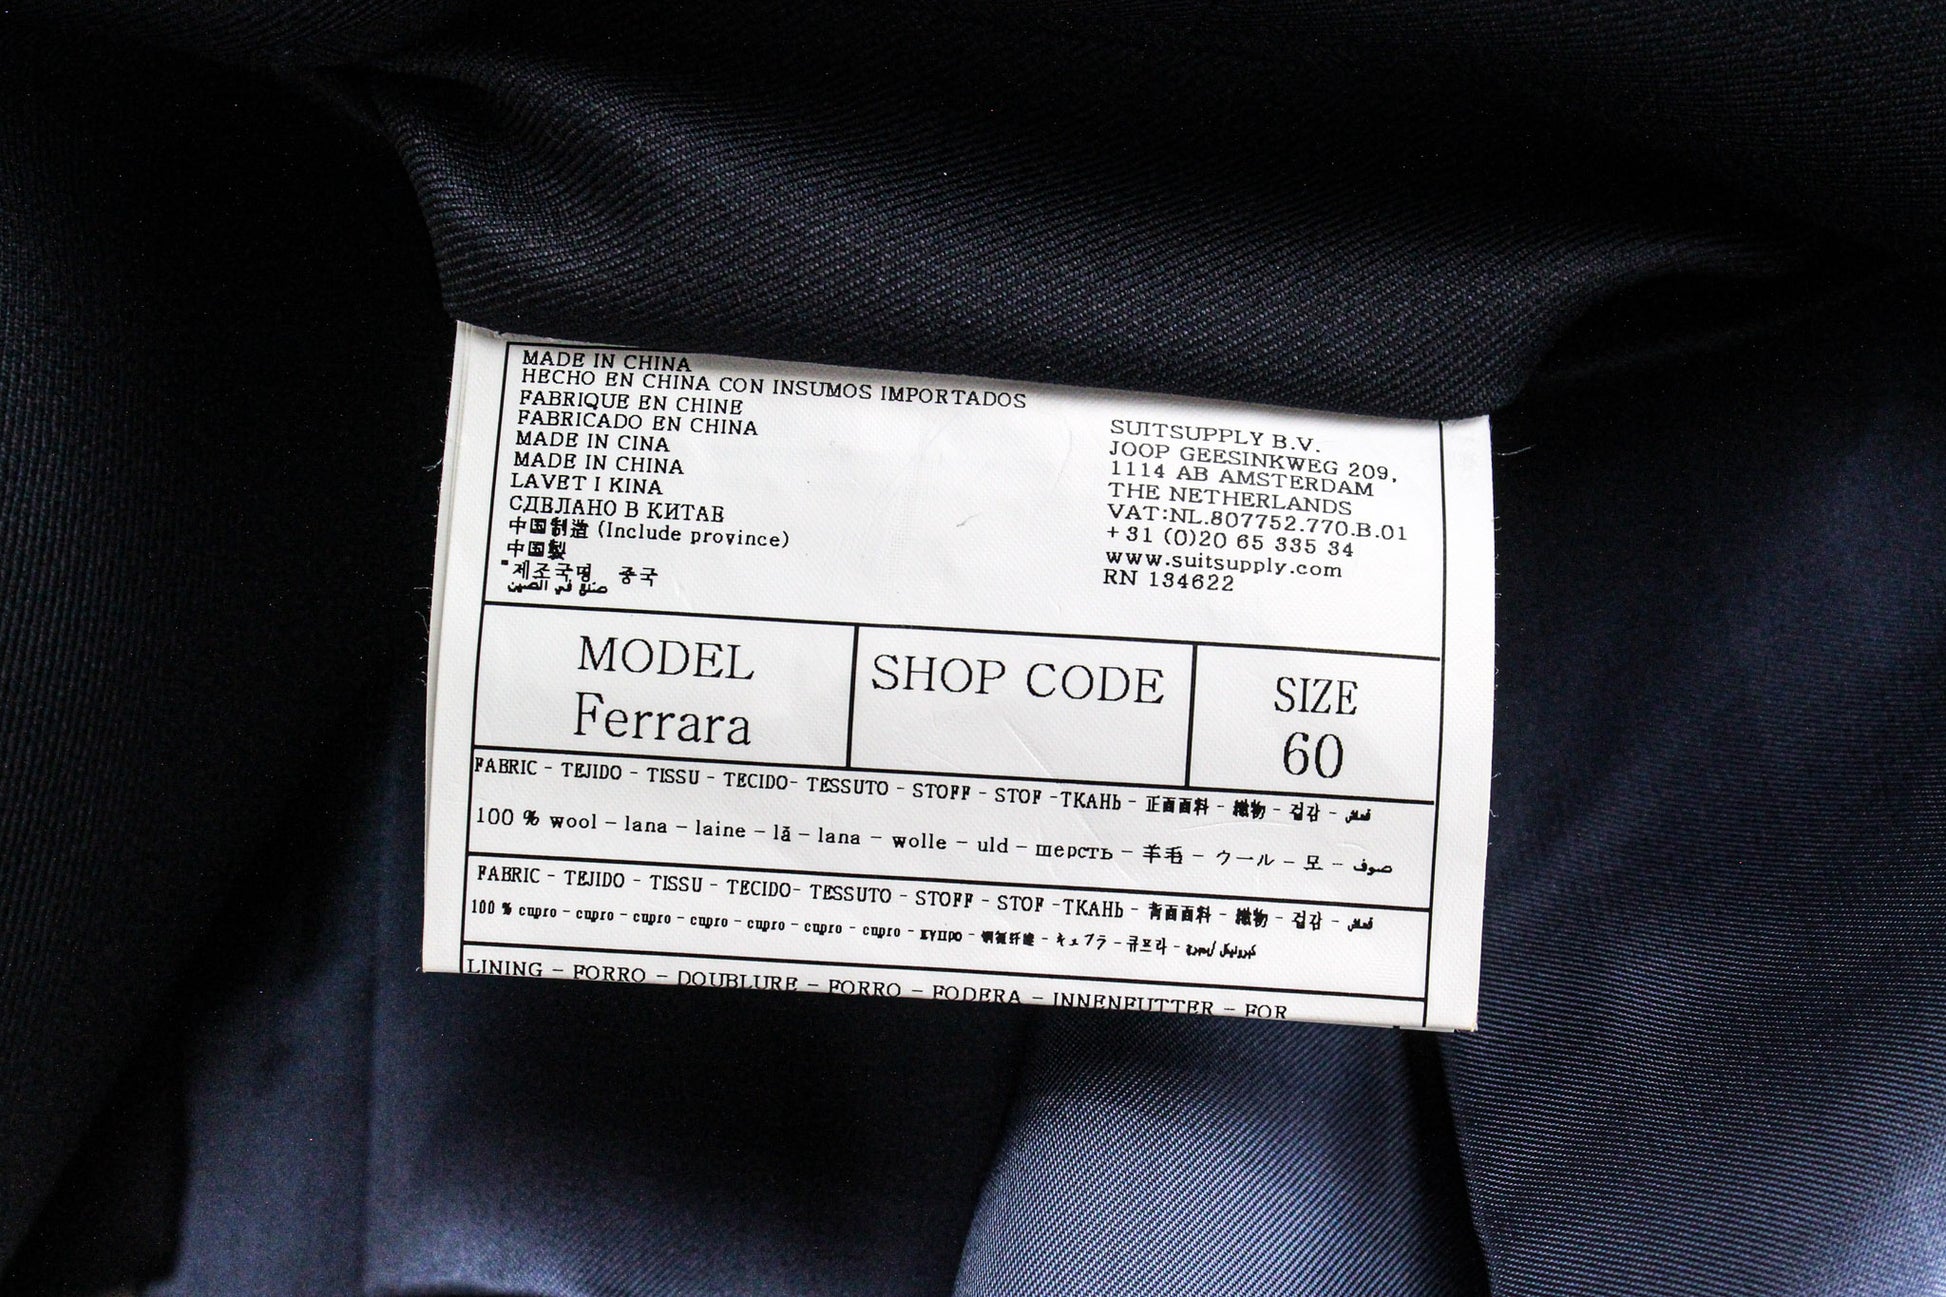 MADE IN CHINA
HECHO EN CHINA CON INSUMOS IMPORTADOS
FABRIQUE EN CHINE
FABRICADO EN CHINA
MADE IN CINA
MADE IN CHINA
LAVET I KINA
СДЕЛАНО В КИТАЕ
中国制造 (Include province)
中国製
"제조국명 중국
صنع في الصين
SUITSUPPLY B.V.
JOOP GEESINKWEG 209,
1114 AB AMSTERDAM
THE NETHERLANDS
VAT:NL.807752.770.B.01
+31 (0)20 65 335 34
www.suitsupply.com
RN 134622
MODEL
Ferrara
SHOP CODE
SIZE
60
FABRIC - TEJIDO - TISSU - TECIDO- TESSUTO - STOFF - STOF -ТКАНЬ - 正面面料 - 織物 - 겉감 - قماش
100 % wool - lana - laine - lã - lana - wolle - uld - шерсть - 羊毛 - ウール - 모 - صوف
FABRIC - TEJIDO - TISSU - TECIDO- TESSUTO - STOFF - STOF -ТКАНЬ - 背面面料 - 織物 - 겉감 - قماش
100 % cupro - cupro - cupro - cupro - cupro - cupro - cupro - купро - 铜氨纤维 - キュプラ - 큐프라 -
LINING - FORRO - DOUBLURE - FORRO - FODERA - INNENFUTTER - FOR